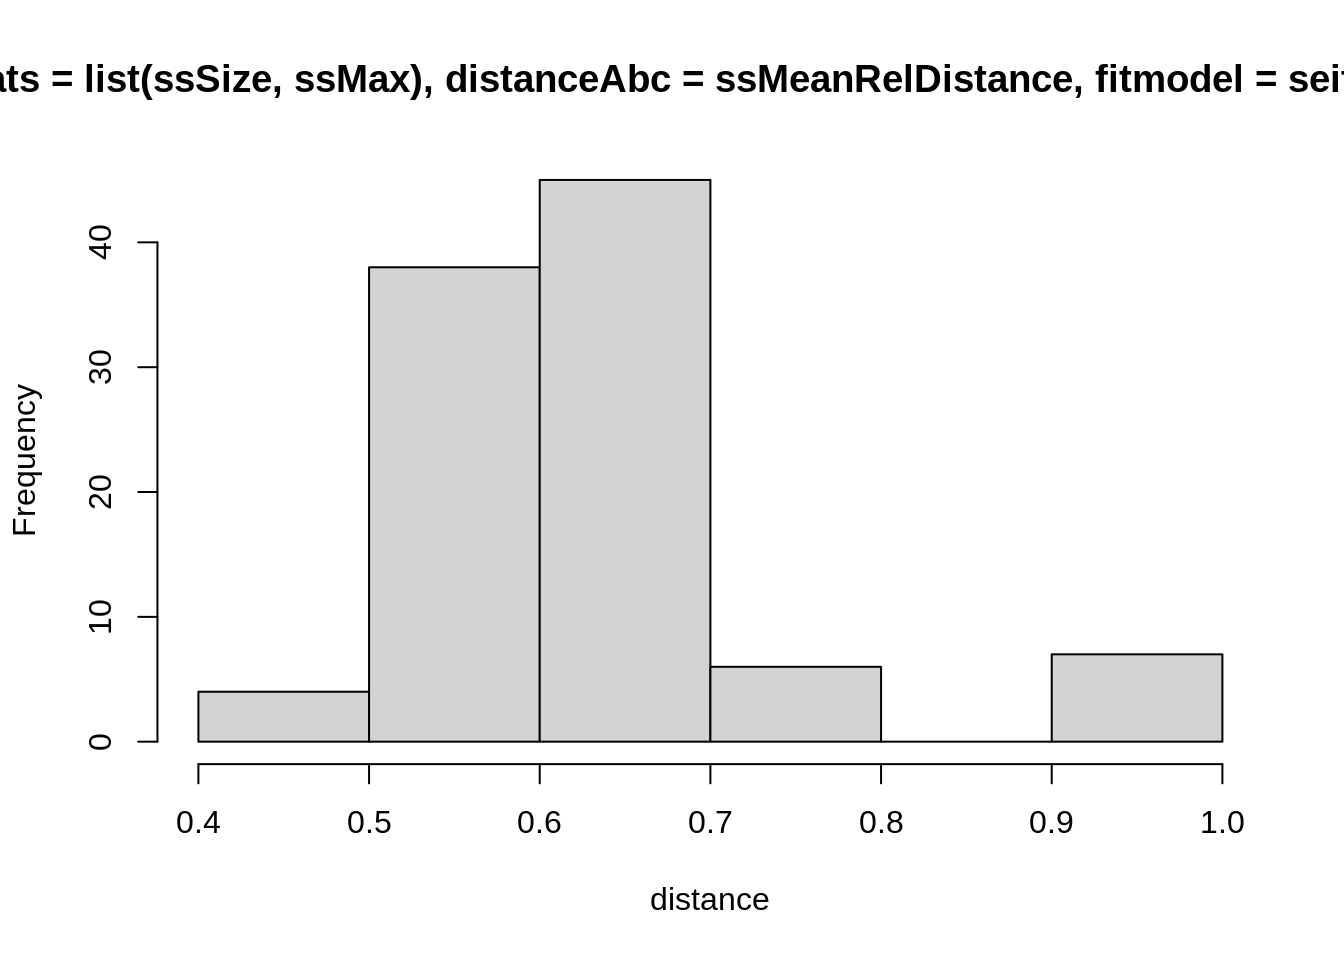 ats = list(ssSize, ssMax), distanceAbc = ssMeanRelDistance, fitmodel = sei
Frequency
40
30
20
10
0
0.4 0.5 0.6 0.7 0.8 0.9 1.0
distance